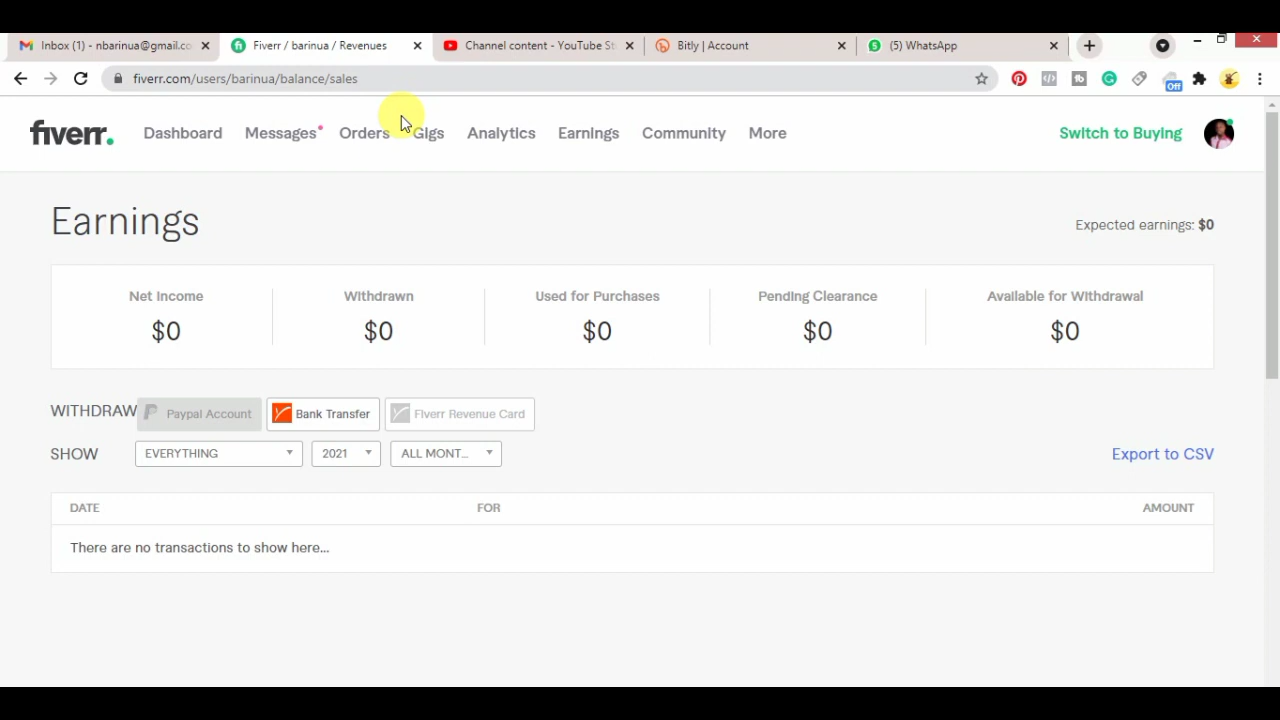 Inbox (1) - nbarinua@gmail.co
Fiverr / barinua / Revenues
Channel content - YouTube St
Bitly | Account
(5) WhatsApp
fiverr.com/users/barinua/balance/sales
Off
fiverr.
Dashboard
Messages
Orders
Gigs
Analytics
Earnings
Community
More
Switch to Buying
Earnings
Expected earnings: $0
Net Income
Withdrawn
Used for Purchases
Pending Clearance
Available for Withdrawal
$0
$0
$0
$0
$0
WITHDRAW
Paypal Account
Bank Transfer
Fiverr Revenue Card
SHOW
EVERYTHING
2021
ALL MONT...
Export to CSV
DATE
FOR
AMOUNT
There are no transactions to show here...